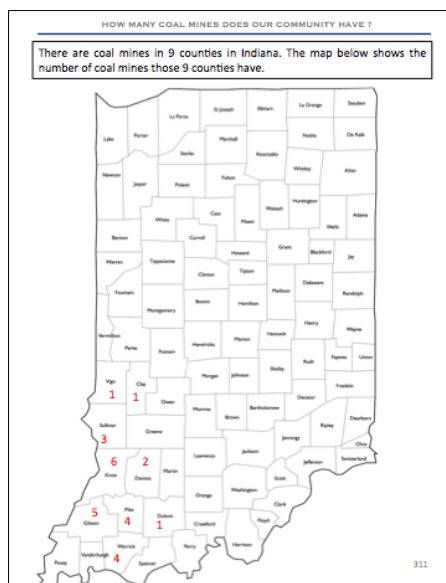 HOW MANY COAL MINES DOES OUR COMMUNITY HAVE ?
There are coal mines in 9 counties in Indiana. The map below shows the
number of coal mines those 9 counties have.
La Porte St Joseph Elkhart La Grange Steuben
Lake Porter Marshall Noble De Kalb
Starke Kosciusko
Newton Jasper Pulaski Fulton Whitley Allen
White Cass Miami Wabash Huntington Wells Adams
Benton Carroll Grant Blackford Jay
Warren Tippecanoe Howard
Clinton Tipton Madison Delaware Randolph
Fountain Montgomery Boone Hamilton
Vermillion Parke Putnam Hendricks Marion Hancock Henry Wayne
Rush Fayette Union
Vigo Clay Owen Morgan Johnson Shelby Franklin
1 1
Sullivan Greene Monroe Brown Bartholomew Decatur Dearborn
3
Ripley Ohio
Jennings
6 2
Knox Daviess Martin Lawrence Jackson Jefferson Switzerland
Scott
Orange Washington Clark
5 Pike Dubois
Gibson 4 1 Crawford Floyd
Harrison
Posey Vanderburgh Warrick Spencer Perry
4
311